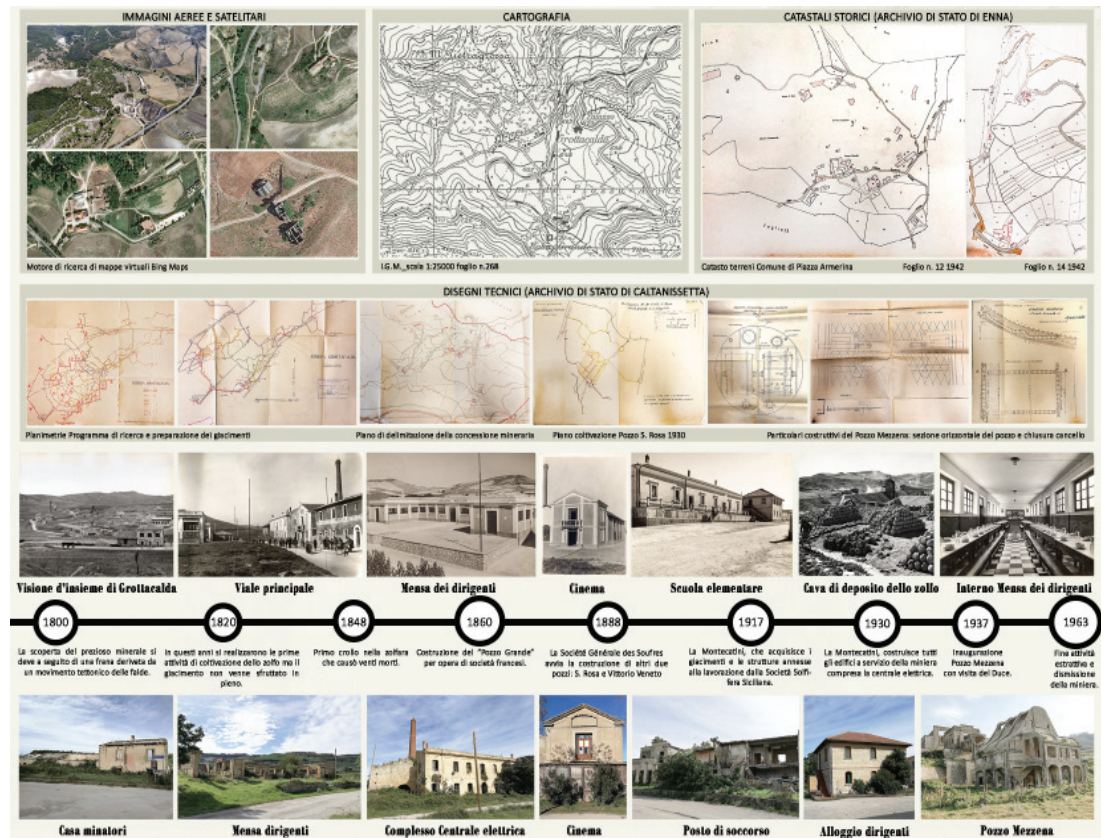 IMMAGINI AEREE E SATELITARI
CARTOGRAFIA
CATASTALI STORICI (ARCHIVIO DI STATO DI ENNA)
Grottacalda
Motore di ricerca di mappe virtuali Bing Maps
I.G.M._scala 1:25000 foglio n.268
Catasto terreni Comune di Piazza Armerina
Foglio n. 12 1942
Foglio n. 14 1942
DISEGNI TECNICI (ARCHIVIO DI STATO DI CALTANISSETTA)
Planimetrie Programma di ricerca e preparazione dei giacimenti
Piano di delimitazione della concessione mineraria
Piano coltivazione Pozzo S. Rosa 1930
Particolari costruttivi del Pozzo Mezzena: sezione orizzontale del pozzo e chiusura cancello
Visione d'insieme di Grottacalda
Viale principale
Mensa dei dirigenti
Cinema
Scuola elementare
Cava di deposito dello zolfo
Interno Mensa dei dirigenti
1800
1820
1848
1860
1888
1917
1930
1937
1963
La scoperta del prezioso minerale si
deve a seguito di una frana deriveta da
un movimento tettonico delle falde.
In questi anni si realizzarono le prime
attività di coltivazione dello zolfo ma il
giacimento non venne sfruttato in
pieno.
Primo crollo nella zolfara
che causò venti morti.
Costruzione del "Pozzo Grande"
per opera di società francesi.
La Société Générale des Soufres
avvia la costruzione di altri due
pozzi: S. Rosa e Vittorio Veneto
La Montecatini, che acquisisce i
giacimenti e le strutture annesse
alla lavorazione dalla Società Solfi-
fera Siciliana.
La Montecatini, costruisce tutti
gli edifici a servizio della miniera
compresa la centrale elettrica.
Inaugurazione
Pozzo Mezzena
con visita del Duce.
Fine attività
estrattiva e
dismissione
della miniera.
Casa minatori
Mensa dirigenti
Complesso Centrale elettrica
Cinema
Posto di soccorso
Alloggio dirigenti
Pozzo Mezzena